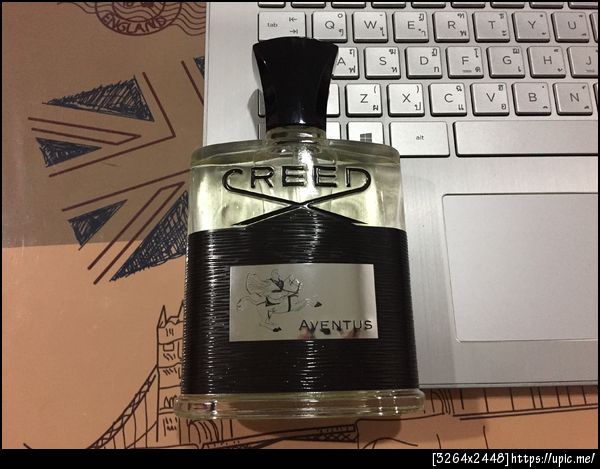 ENGLAND
tab Q W E R T Y U
A S D F G H J
Z X C V B N
alt
CREED
AVENTUS
[3264x2448]https://upic.me/